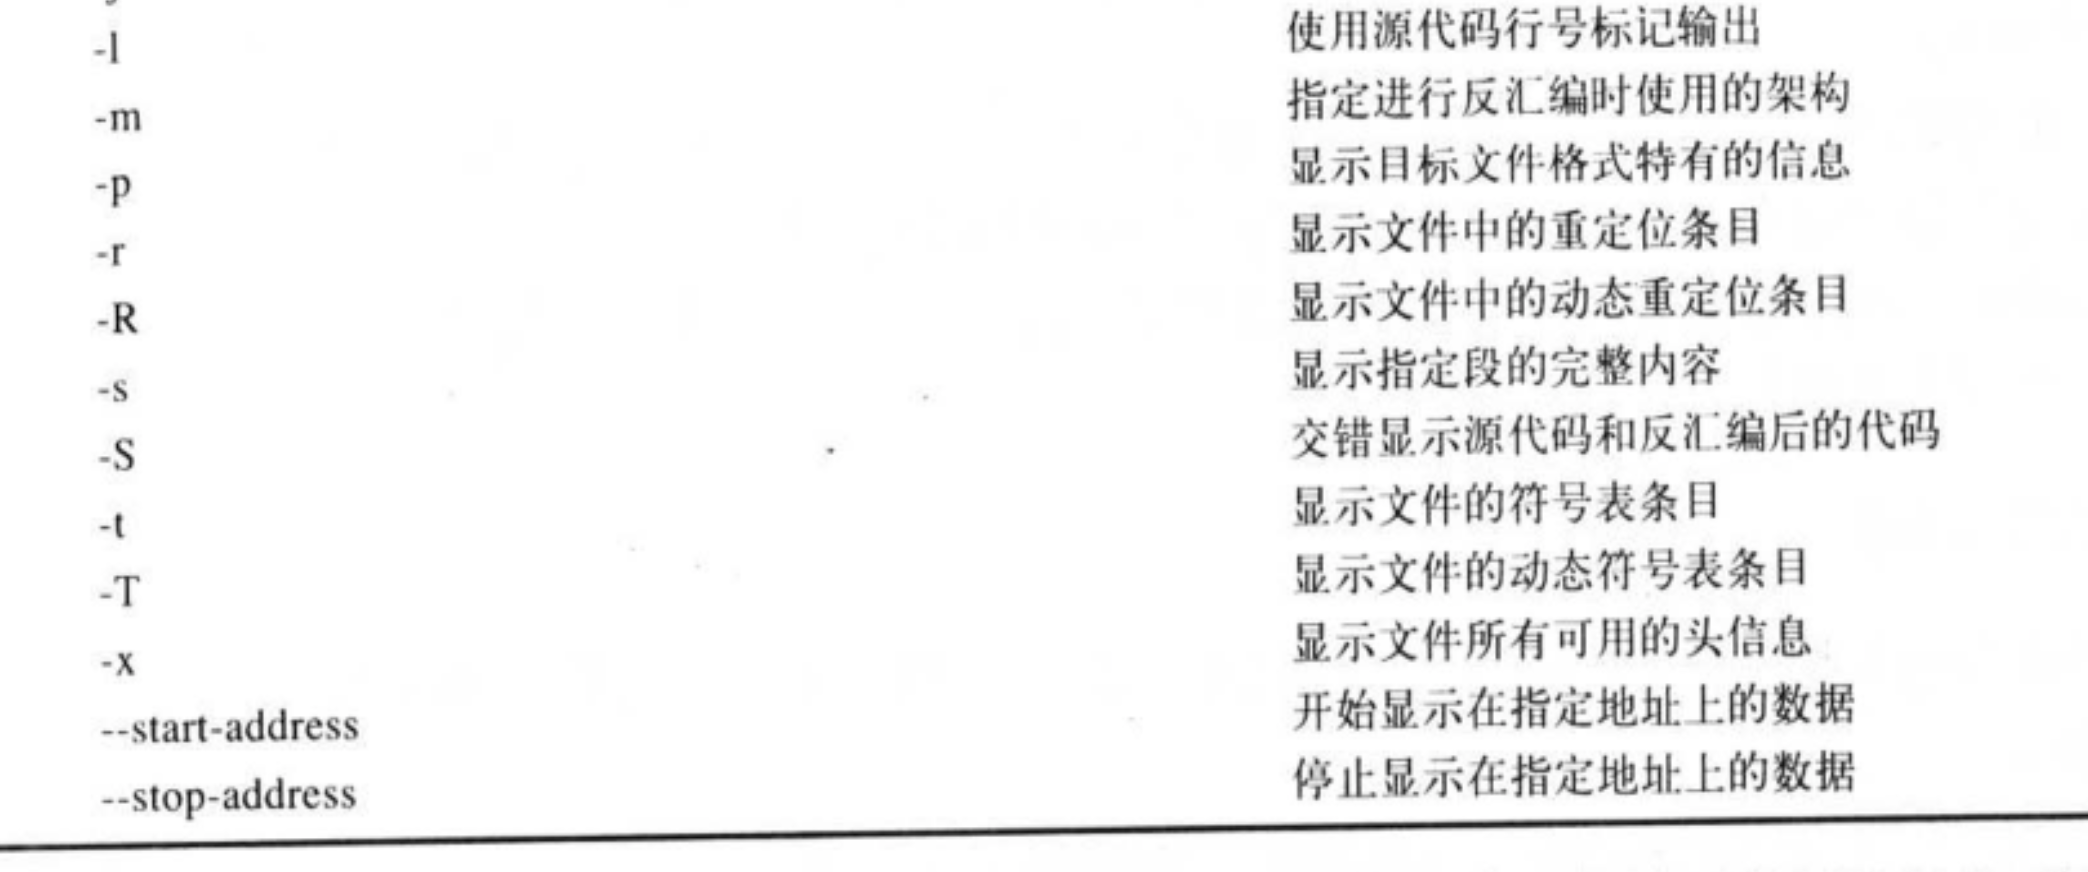 -l 使用源代码行号标记输出
-m 指定进行反汇编时使用的架构
-p 显示目标文件格式特有的信息
-r 显示文件中的重定位条目
-R 显示文件中的动态重定位条目
-s 显示指定段的完整内容
-S 交错显示源代码和反汇编后的代码
-t 显示文件的符号表条目
-T 显示文件的动态符号表条目
-x 显示文件所有可用的头信息
--start-address 开始显示在指定地址上的数据
--stop-address 停止显示在指定地址上的数据